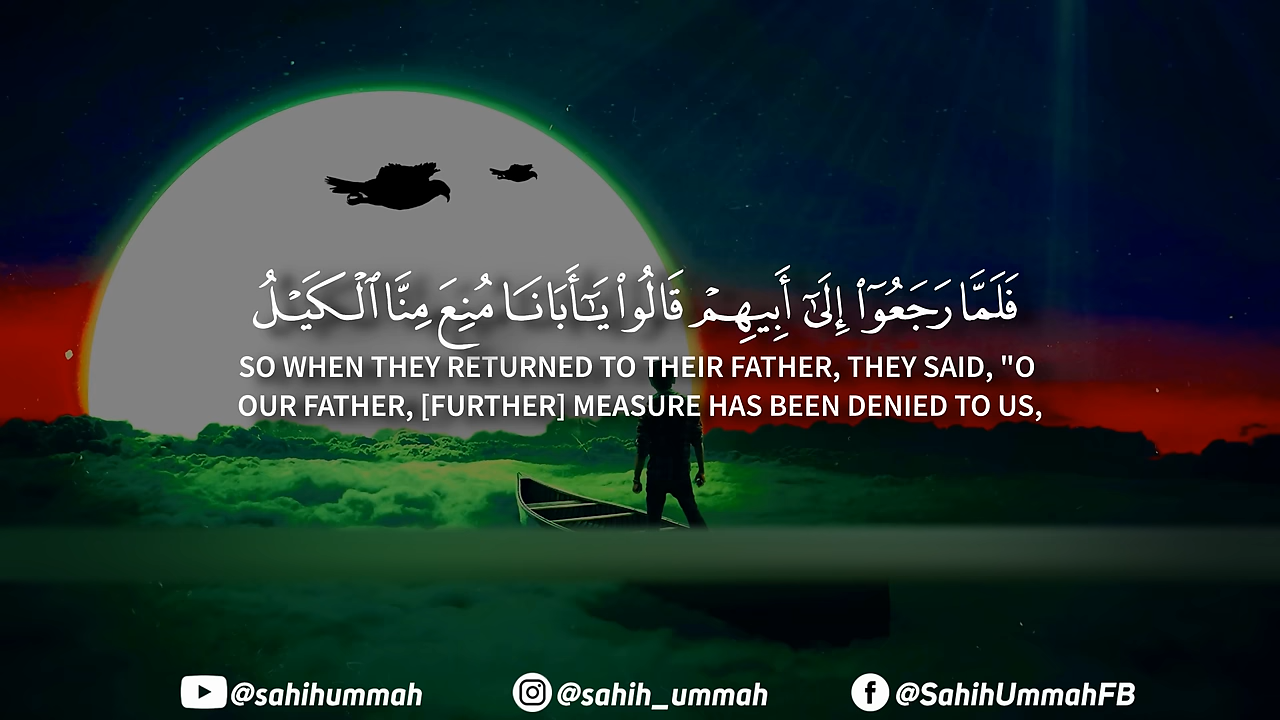 فَلَمَّا رَجَعُوٓا۟ إِلَىٰٓ أَبِيهِمْ قَالُوا۟ يَـٰٓأَبَانَا مُنِعَ مِنَّا ٱلْكَيْلُ
SO WHEN THEY RETURNED TO THEIR FATHER, THEY SAID, "O
OUR FATHER, [FURTHER] MEASURE HAS BEEN DENIED TO US,
@sahihummah @sahih_ummah @SahihUmmahFB